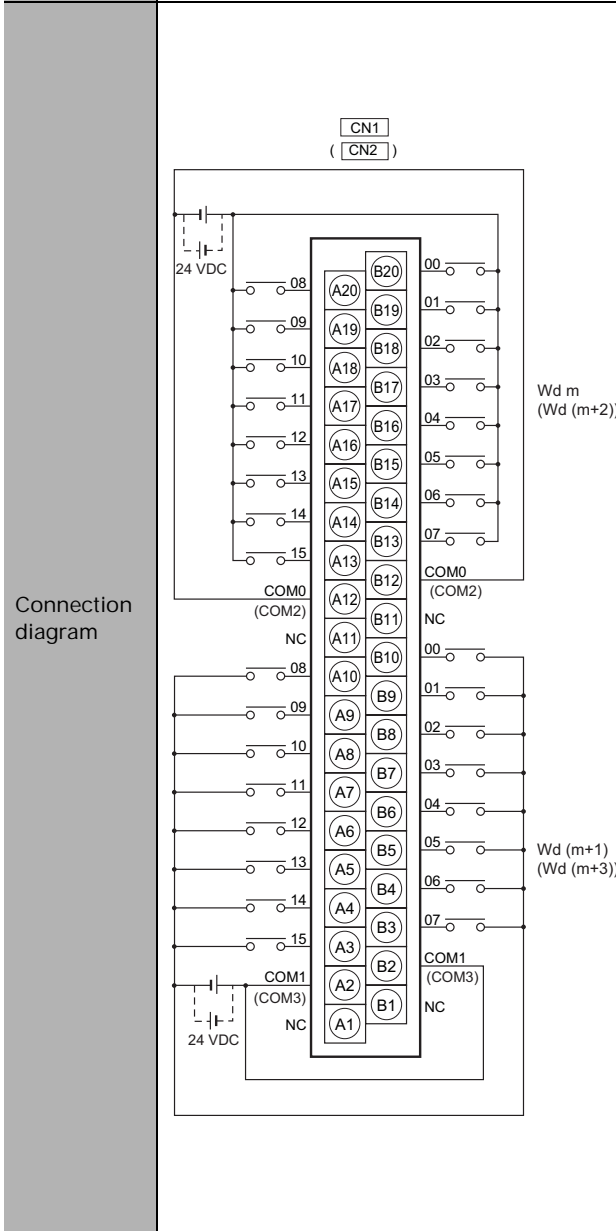 CN1
( CN2 )
24 VDC
08
09
10
11
12
13
14
15
COM0
(COM2)
NC
08
09
10
11
12
13
14
15
COM1
(COM3)
NC
24 VDC
A20
A19
A18
A17
A16
A15
A14
A13
A12
A11
A10
A9
A8
A7
A6
A5
A4
A3
A2
A1
B20
B19
B18
B17
B16
B15
B14
B13
B12
B11
B10
B9
B8
B7
B6
B5
B4
B3
B2
B1
00
01
02
03
04
05
06
07
COM0
(COM2)
NC
00
01
02
03
04
05
06
07
COM1
(COM3)
NC
Wd m
(Wd (m+2))
Wd (m+1)
(Wd (m+3))
Connection
diagram